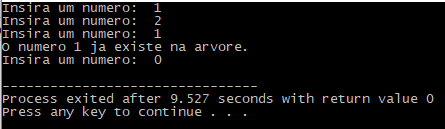 Insira um numero:  1
Insira um numero:  2
Insira um numero:  1
O numero 1 ja existe na arvore.
Insira um numero:  0
--------------------------------
Process exited after 9.527 seconds with return value 0
Press any key to continue . . .